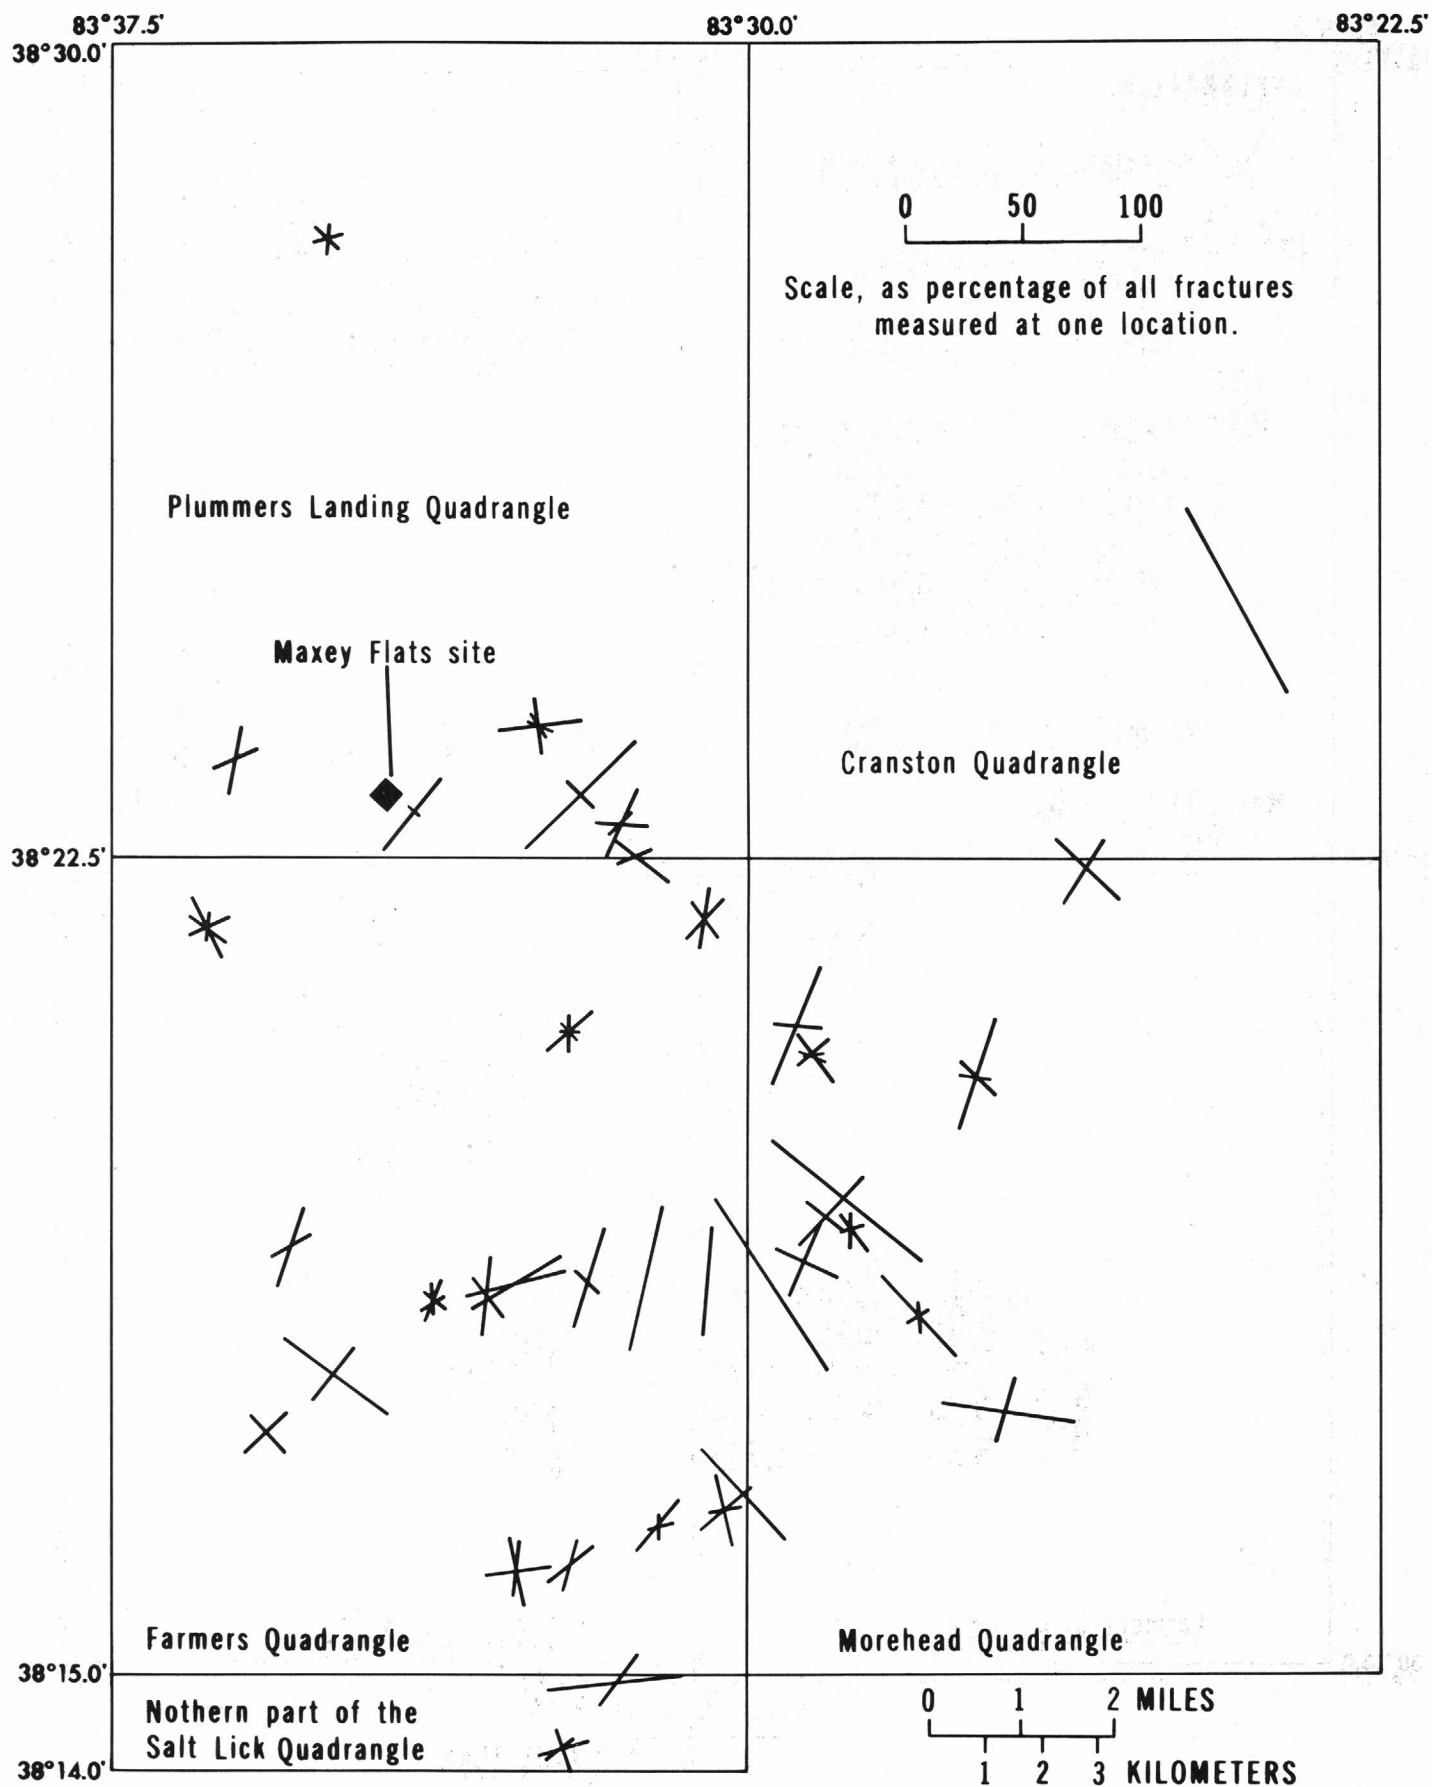 83°37.5' 83°30.0' 83°22.5'
38°30.0'
0 50 100
Scale, as percentage of all fractures
measured at one location.
Plummers Landing Quadrangle
Maxey Flats site
Cranston Quadrangle
38°22.5'
Farmers Quadrangle
Morehead Quadrangle
38°15.0'
Nothern part of the
Salt Lick Quadrangle
38°14.0'
0 1 2 MILES
1 2 3 KILOMETERS